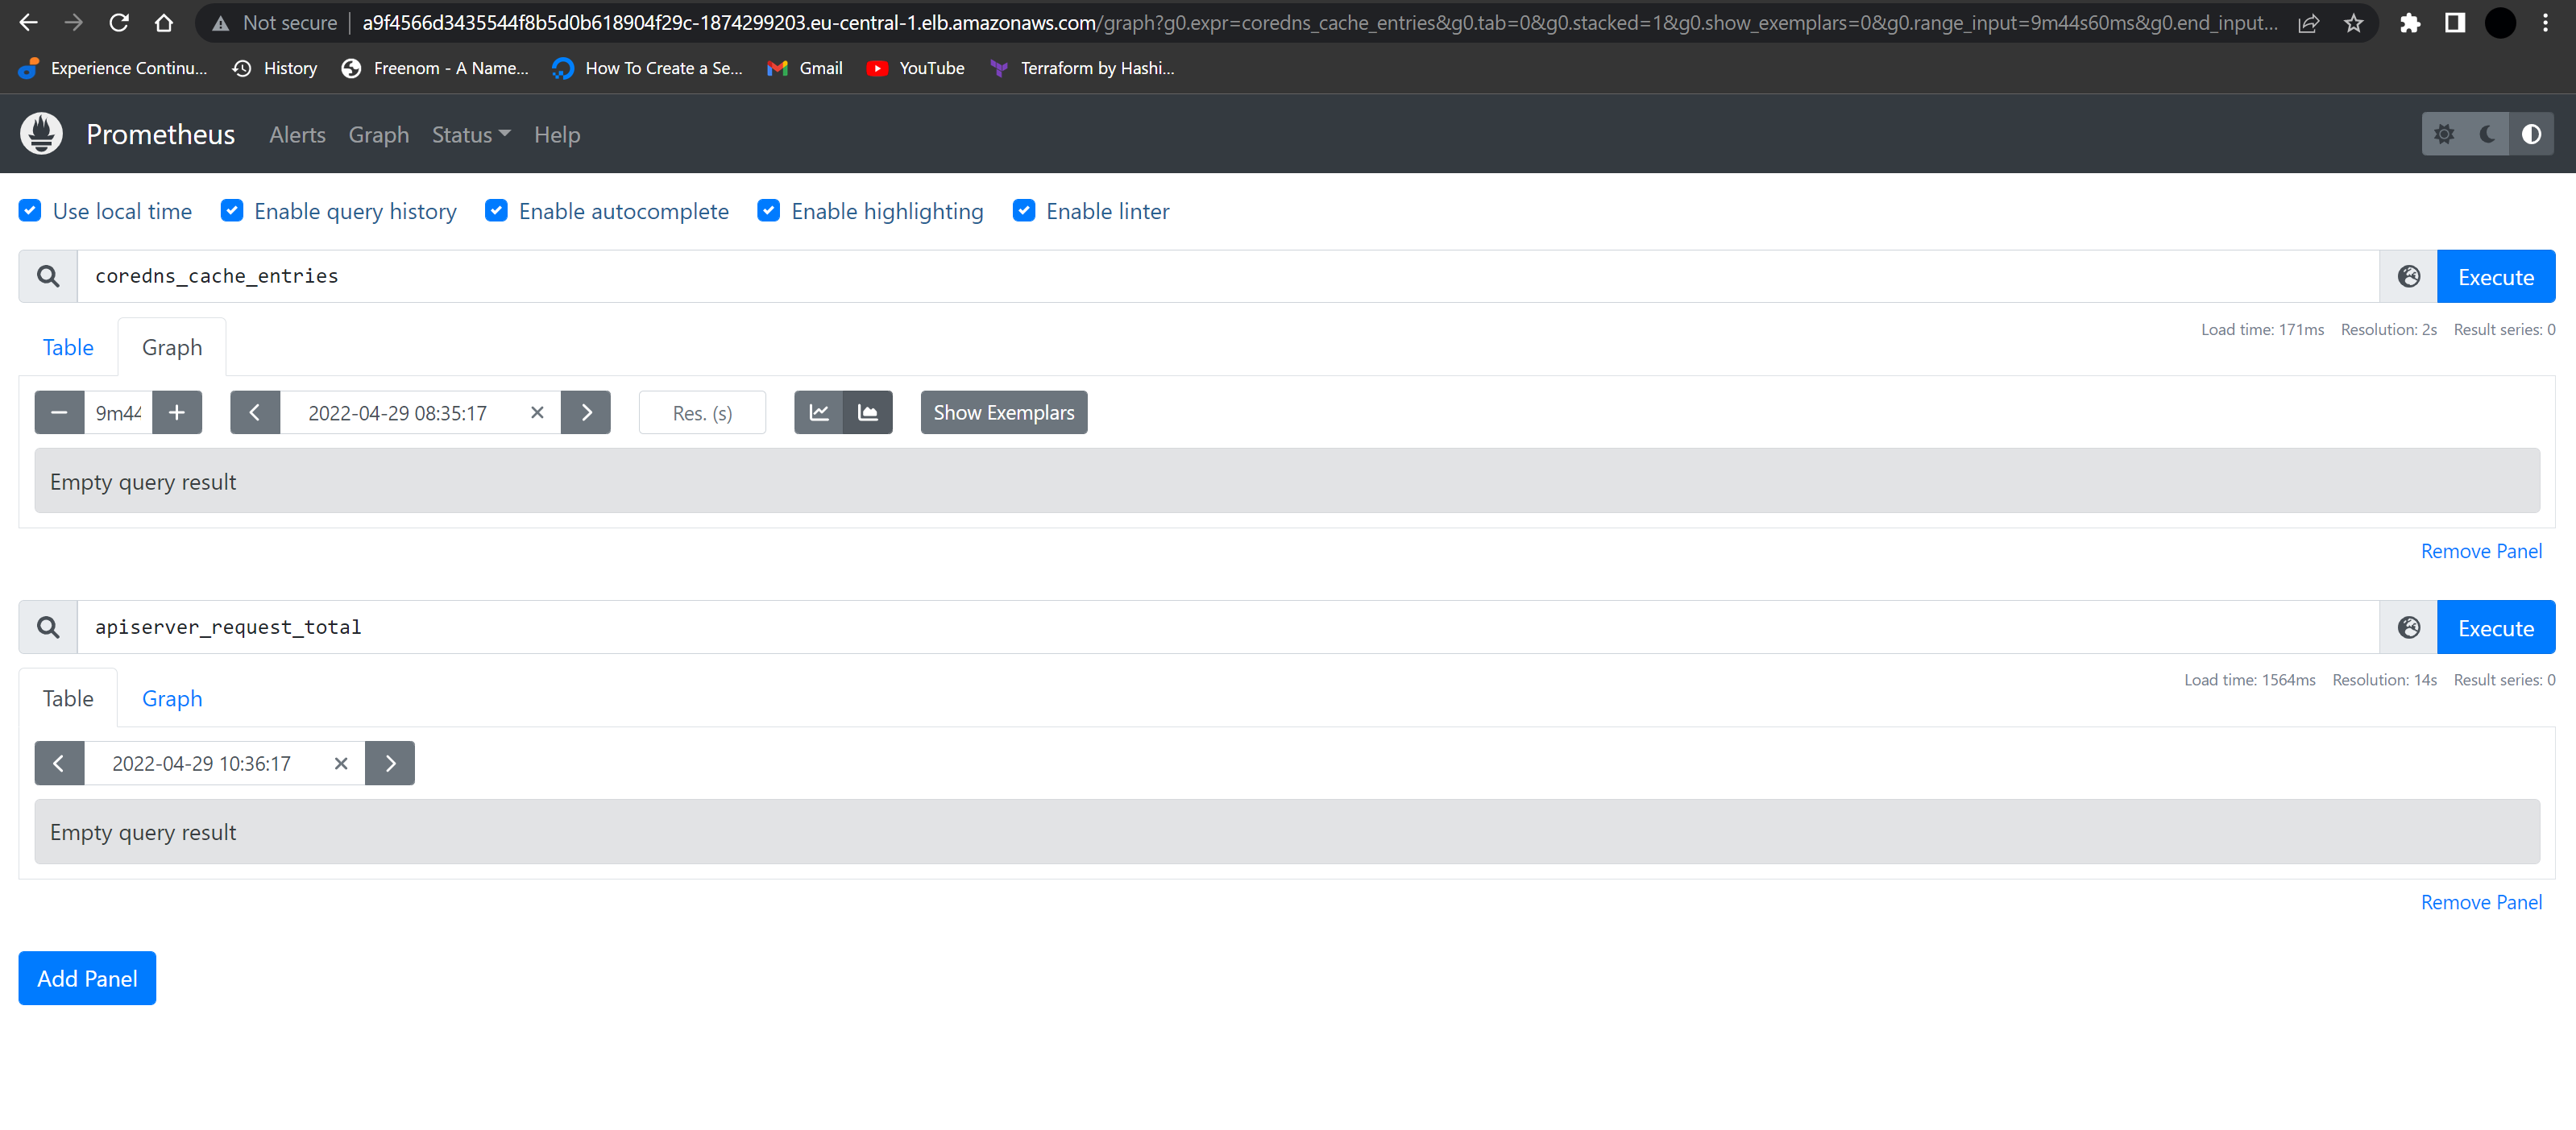 Not secure | a9f4566d3435544f8b5d0b618904f29c-1874299203.eu-central-1.elb.amazonaws.com/graph?g0.expr=coredns_cache_entries&g0.tab=0&g0.stacked=1&g0.show_exemplars=0&g0.range_input=9m44s60ms&g0.end_input...
Experience Continu... History Freenom - A Name... How To Create a Se... Gmail YouTube Terraform by Hashi...
Prometheus Alerts Graph Status Help
Use local time Enable query history Enable autocomplete Enable highlighting Enable linter
coredns_cache_entries Execute
Load time: 171ms Resolution: 2s Result series: 0
Table Graph
9m44 2022-04-29 08:35:17 Res. (s) Show Exemplars
Empty query result
Remove Panel
apiserver_request_total Execute
Load time: 1564ms Resolution: 14s Result series: 0
Table Graph
2022-04-29 10:36:17
Empty query result
Remove Panel
Add Panel